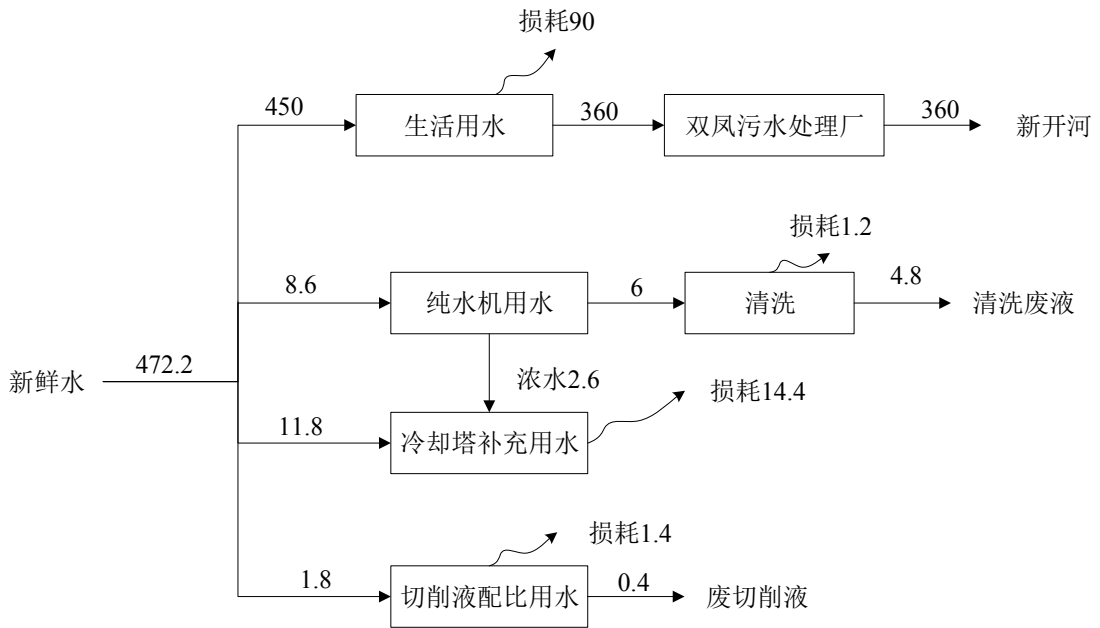 损耗90
450
生活用水
360
双凤污水处理厂
360
新开河
损耗1.2
8.6
纯水机用水
6
清洗
4.8
清洗废液
新鲜水
472.2
浓水2.6
损耗14.4
11.8
冷却塔补充用水
损耗1.4
1.8
切削液配比用水
0.4
废切削液